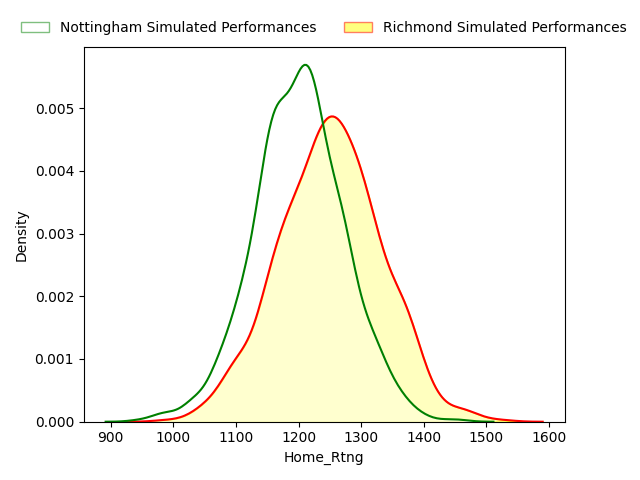 Nottingham Simulated Performances
Richmond Simulated Performances
Density
0.005
0.004
0.003
0.002
0.001
0.000
900 1000 1100 1200 1300 1400 1500 1600
Home_Rtng